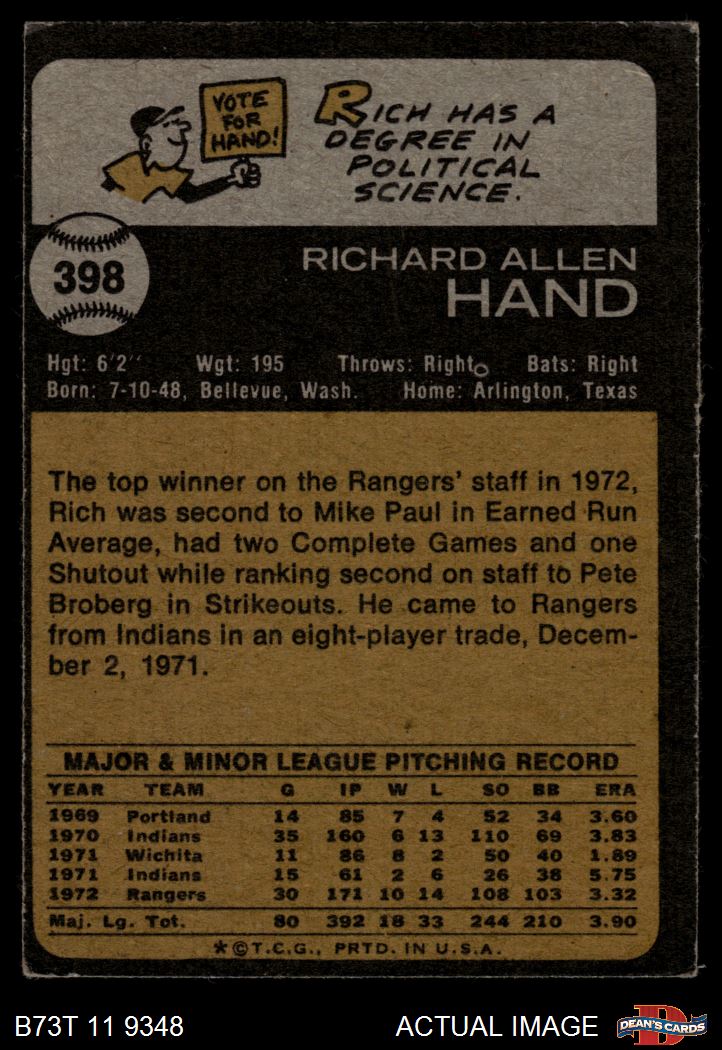 VOTE
FOR
HAND!
RICH HAS A
DEGREE IN
POLITICAL
SCIENCE.
398
RICHARD ALLEN
HAND
Hgt: 6'2" Wgt: 195 Throws: Right Bats: Right
Born: 7-10-48, Bellevue, Wash. Home: Arlington, Texas
The top winner on the Rangers' staff in 1972,
Rich was second to Mike Paul in Earned Run
Average, had two Complete Games and one
Shutout while ranking second on staff to Pete
Broberg in Strikeouts. He came to Rangers
from Indians in an eight-player trade, Decem-
ber 2, 1971.
MAJOR & MINOR LEAGUE PITCHING RECORD
YEAR TEAM G IP W L SO BB ERA
1969 Portland 14 85 7 4 52 34 3.60
1970 Indians 35 160 6 13 110 69 3.83
1971 Wichita 11 86 8 2 50 40 1.89
1971 Indians 15 61 2 6 26 38 5.75
1972 Rangers 30 171 10 14 108 103 3.32
Maj. Lg. Tot. 80 392 18 33 244 210 3.90
*©T.C.G., PRTD. IN U.S.A.
B73T 11 9348 ACTUAL IMAGE
D
DEAN'S CARDS